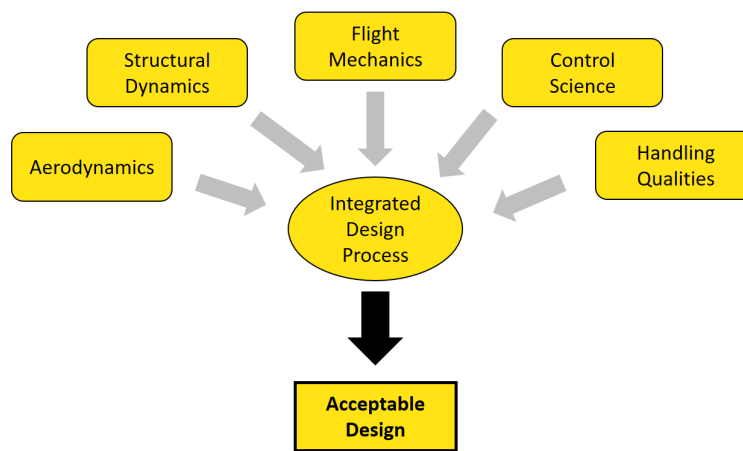 Flight
Mechanics
Structural
Dynamics
Control
Science
Aerodynamics
Handling
Qualities
Integrated
Design
Process
Acceptable
Design